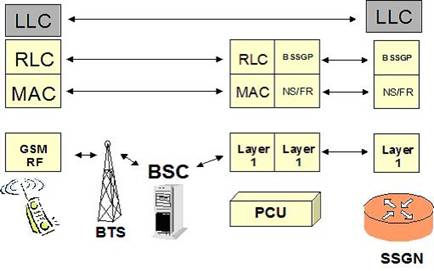 LLC LLC
RLC RLC BSSGP BSSGP
MAC MAC NS/FR NS/FR
GSM RF Layer 1 Layer 1 Layer 1
BSC
BTS PCU
SSGN